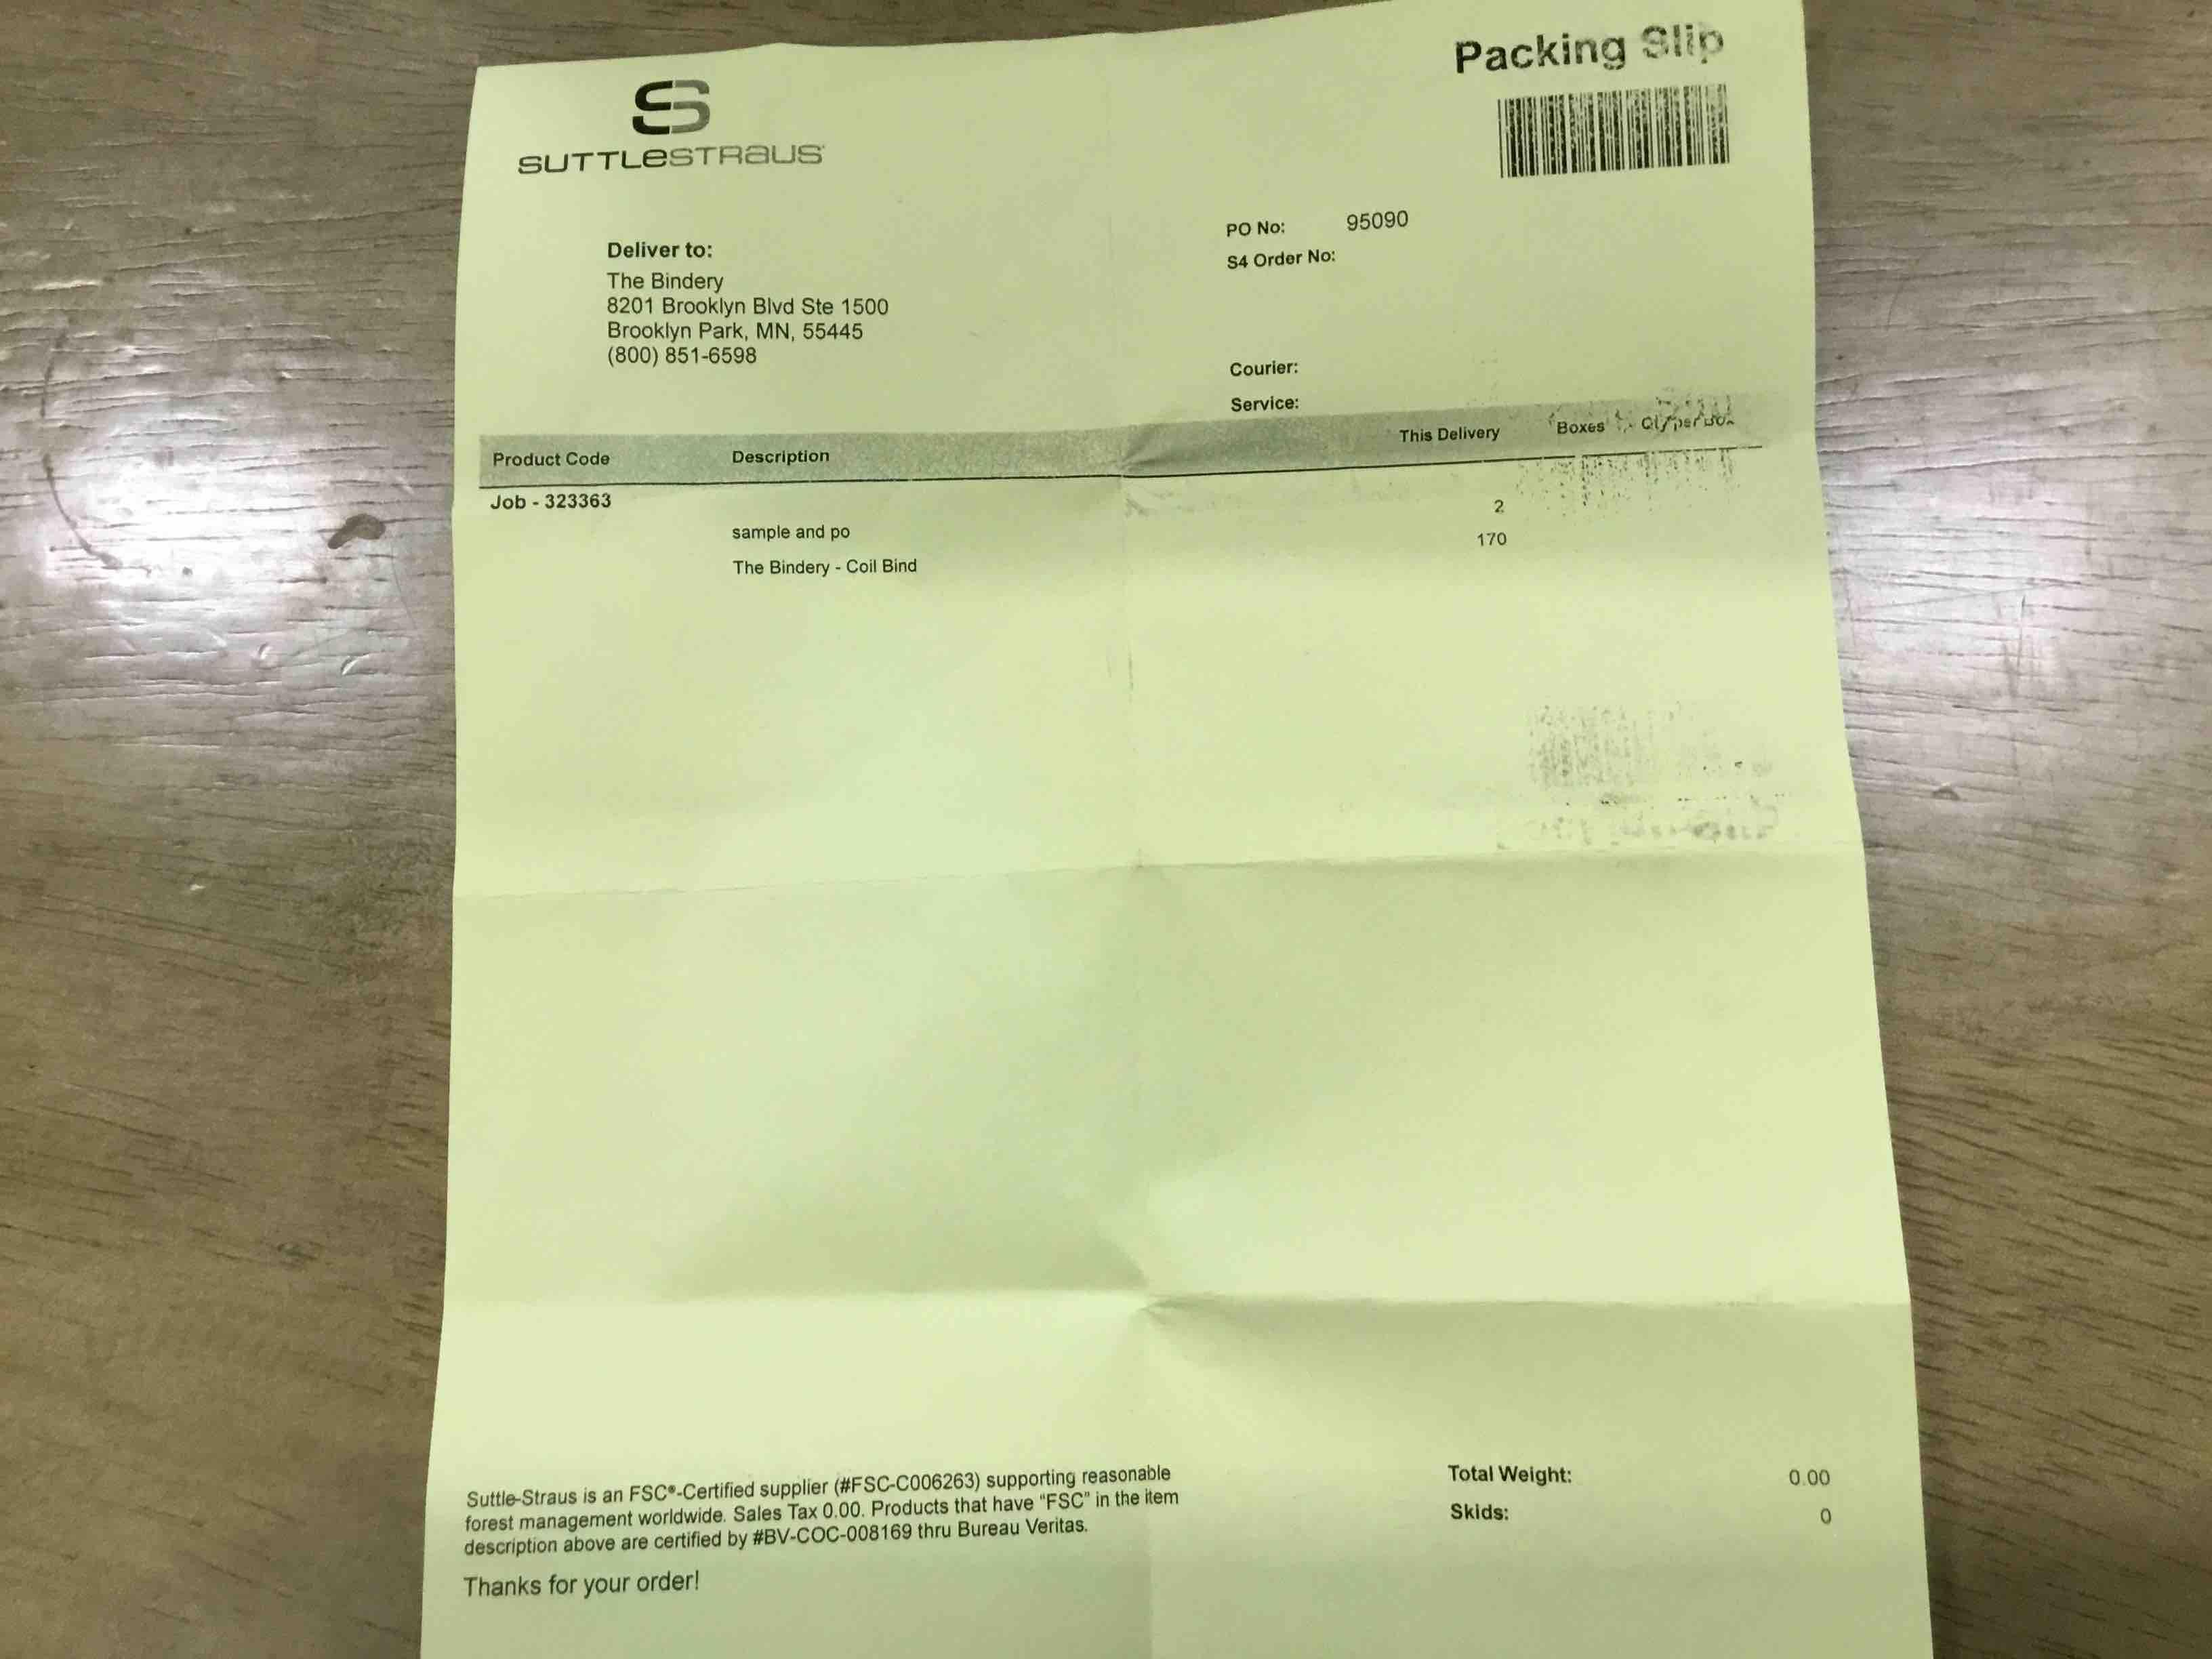 Packing Slip
SUTTLESTRAUS
Deliver to:
The Bindery
8201 Brooklyn Blvd Ste 1500
Brooklyn Park, MN, 55445
(800) 851-6598
PO No: 95090
S4 Order No:
Courier:
Service:
Product Code Description This Delivery Boxes Qty per Box
Job - 323363
sample and po 2
The Bindery - Coil Bind 170
Suttle-Straus is an FSC®-Certified supplier (#FSC-C006263) supporting reasonable
forest management worldwide. Sales Tax 0.00. Products that have “FSC” in the item
description above are certified by #BV-COC-008169 thru Bureau Veritas.
Thanks for your order!
Total Weight: 0.00
Skids: 0